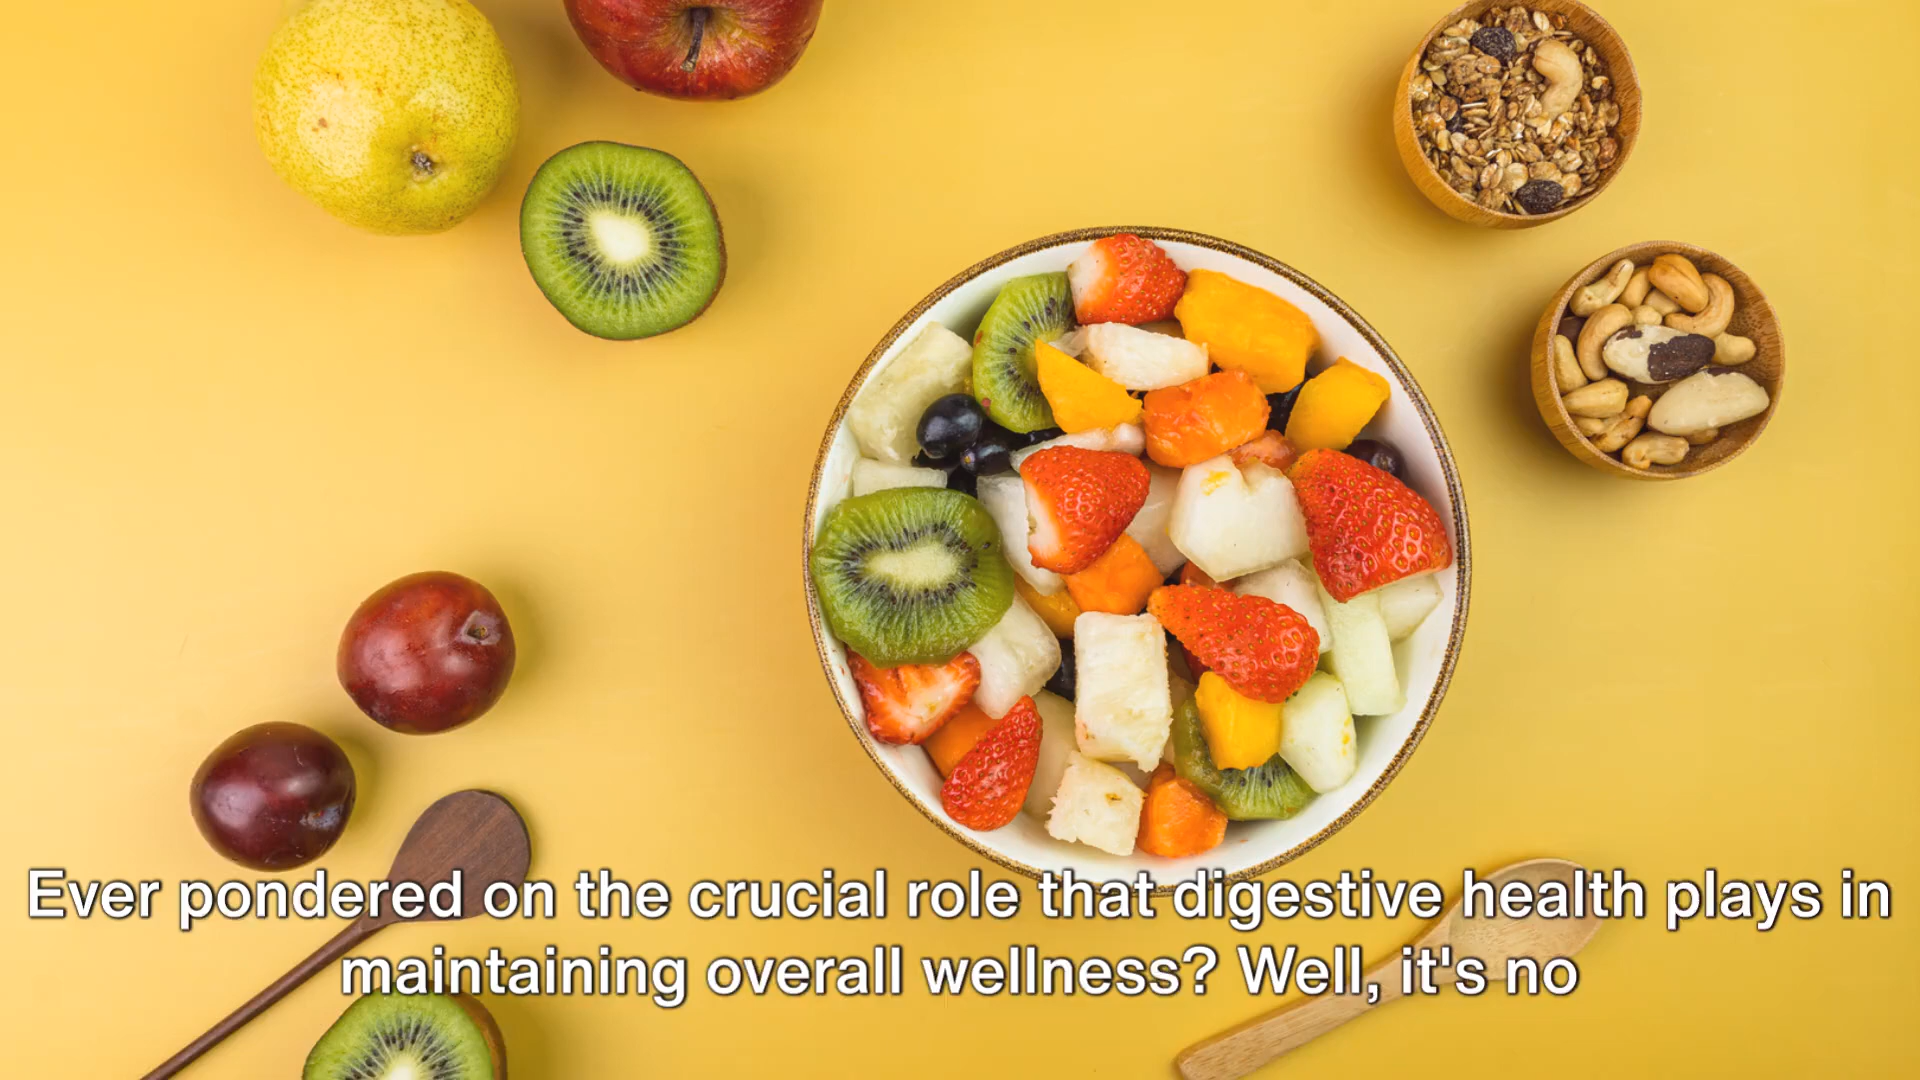 Ever pondered on the crucial role that digestive health plays in
maintaining overall wellness? Well, it's no